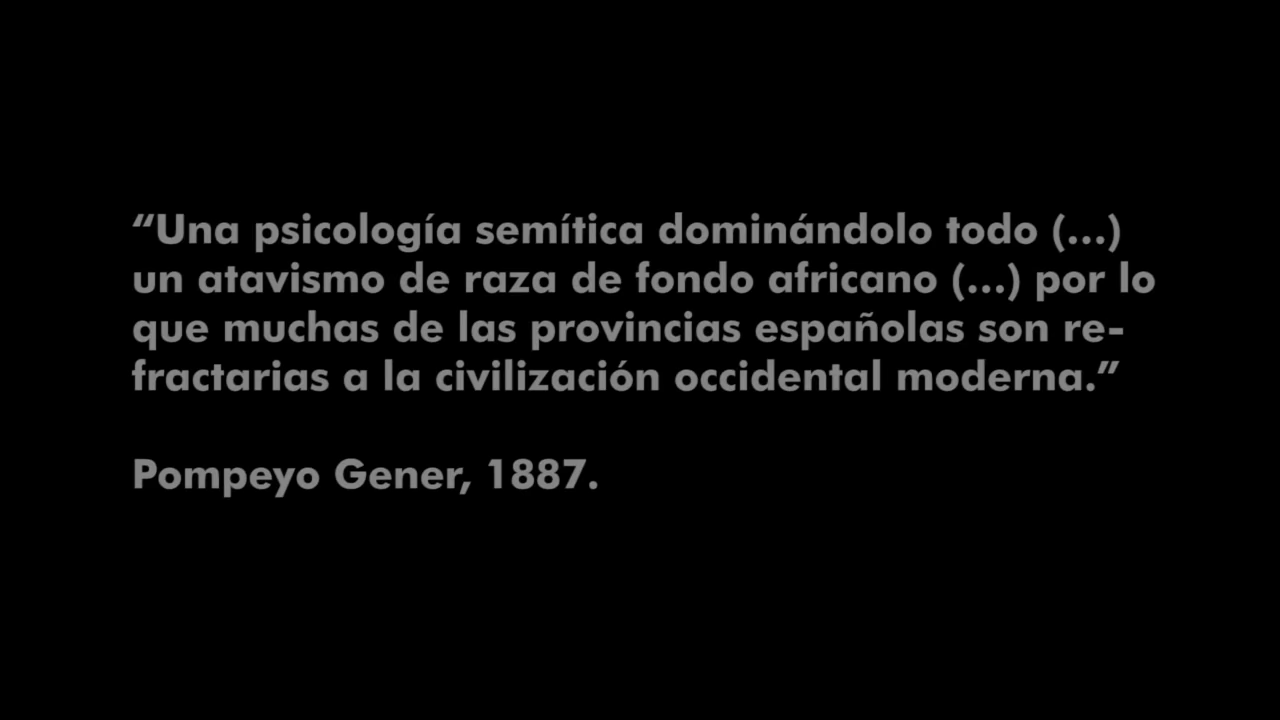 “Una psicología semítica dominándolo todo (...)
un atavismo de raza de fondo africano (...) por lo
que muchas de las provincias españolas son re-
fractarias a la civilización occidental moderna.”
Pompeyo Gener, 1887.